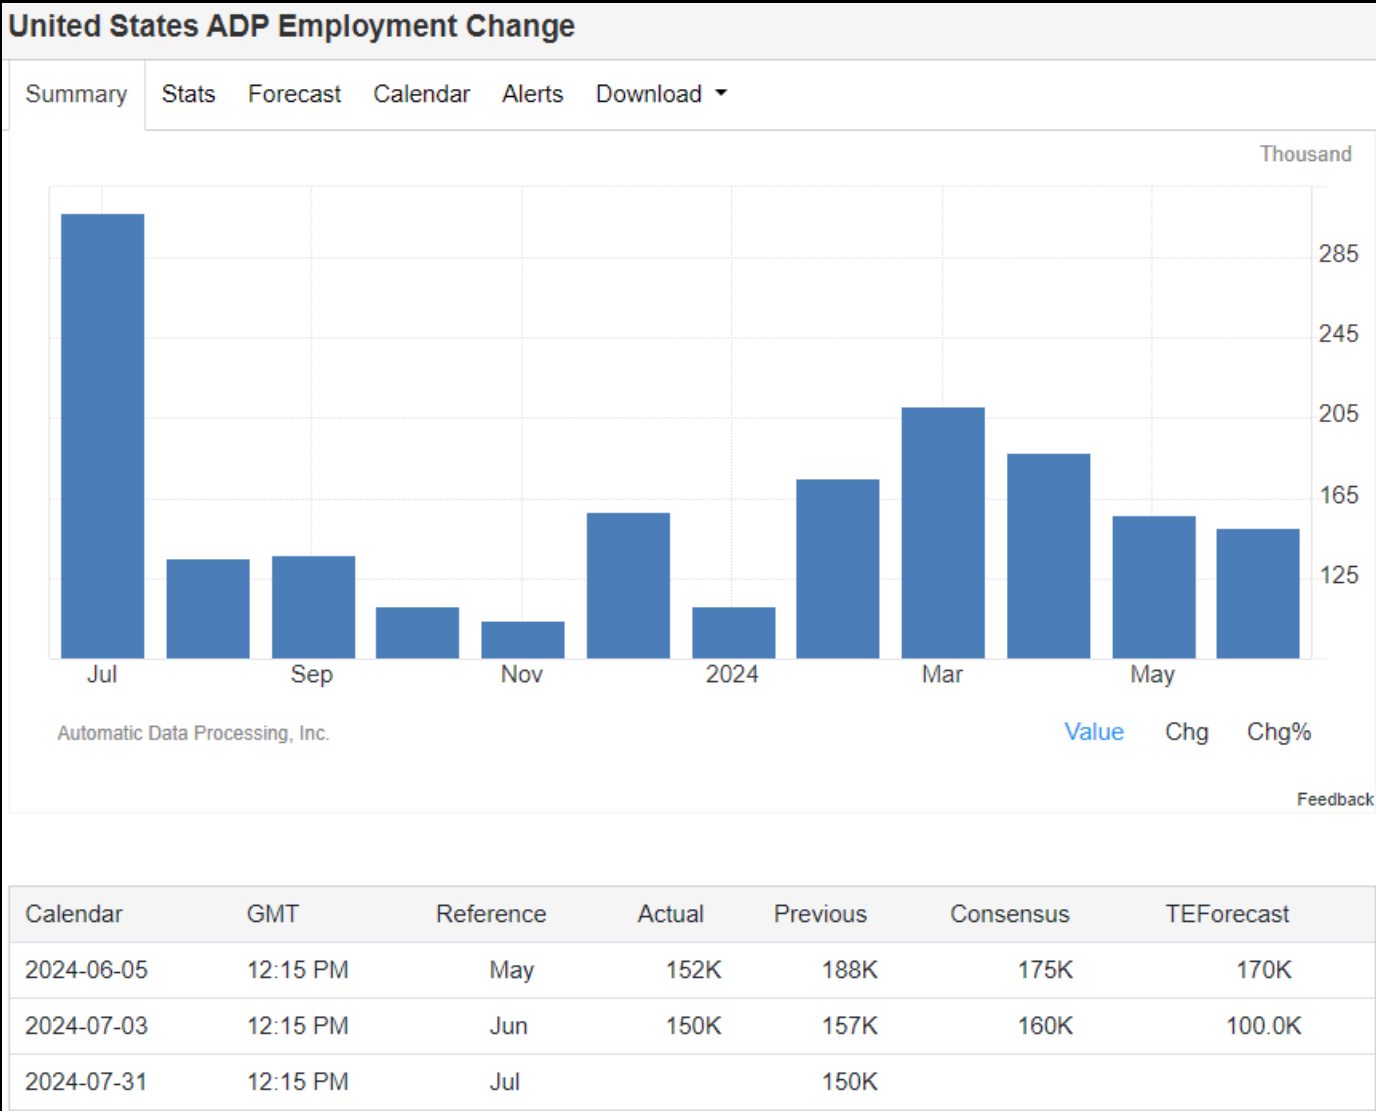 United States ADP Employment Change
Summary Stats Forecast Calendar Alerts Download
Thousand
285
245
205
165
125
Jul Sep Nov 2024 Mar May
Automatic Data Processing, Inc. Value Chg Chg%
Feedback
Calendar GMT Reference Actual Previous Consensus TEForecast
2024-06-05 12:15 PM May 152K 188K 175K 170K
2024-07-03 12:15 PM Jun 150K 157K 160K 100.0K
2024-07-31 12:15 PM Jul 150K